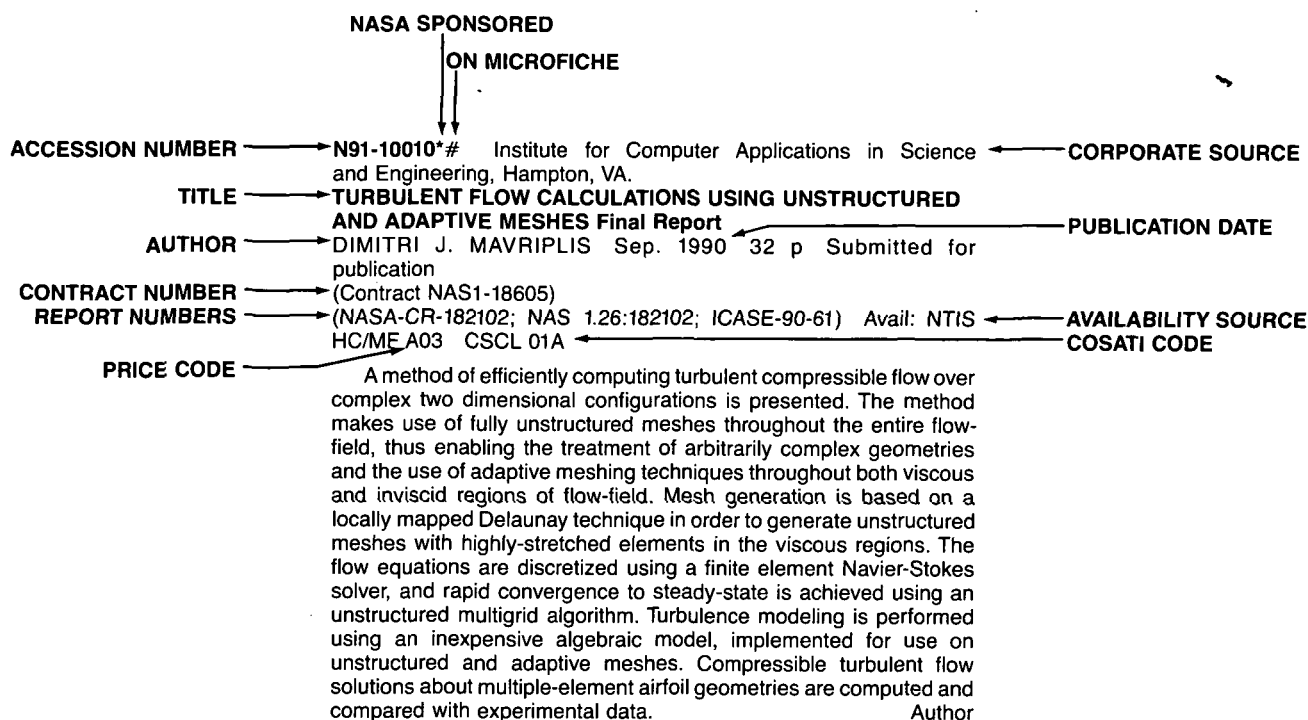 NASA SPONSORED
ON MICROFICHE
ACCESSION NUMBER N91-10010*# Institute for Computer Applications in Science CORPORATE SOURCE
and Engineering, Hampton, VA.
TITLE TURBULENT FLOW CALCULATIONS USING UNSTRUCTURED
AND ADAPTIVE MESHES Final Report PUBLICATION DATE
AUTHOR DIMITRI J. MAVRIPLIS Sep. 1990 32 p Submitted for
publication
CONTRACT NUMBER (Contract NAS1-18605)
REPORT NUMBERS (NASA-CR-182102; NAS 1.26:182102; ICASE-90-61) Avail: NTIS AVAILABILITY SOURCE
HC/MF A03 CSCL 01A COSATI CODE
PRICE CODE
A method of efficiently computing turbulent compressible flow over
complex two dimensional configurations is presented. The method
makes use of fully unstructured meshes throughout the entire flow-
field, thus enabling the treatment of arbitrarily complex geometries
and the use of adaptive meshing techniques throughout both viscous
and inviscid regions of flow-field. Mesh generation is based on a
locally mapped Delaunay technique in order to generate unstructured
meshes with highly-stretched elements in the viscous regions. The
flow equations are discretized using a finite element Navier-Stokes
solver, and rapid convergence to steady-state is achieved using an
unstructured multigrid algorithm. Turbulence modeling is performed
using an inexpensive algebraic model, implemented for use on
unstructured and adaptive meshes. Compressible turbulent flow
solutions about multiple-element airfoil geometries are computed and
compared with experimental data. Author